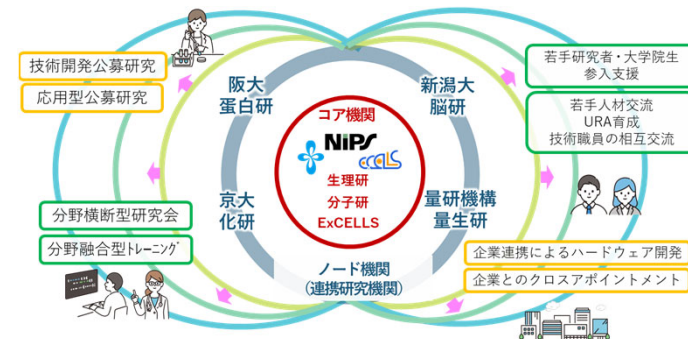 技術開発公募研究
応用型公募研究
阪大
蛋白研
新潟大
脳研
若手研究者・大学院生
参入支援
若手人材交流
URA育成
技術職員の相互交流
コア機関
NiPS
ExCELLS
生理研
分子研
ExCELLS
京大
化研
量研機構
量生研
分野横断型研究会
分野融合型トレーニング
ノード機関
（連携研究機関）
企業連携によるハードウェア開発
企業とのクロスアポイントメント